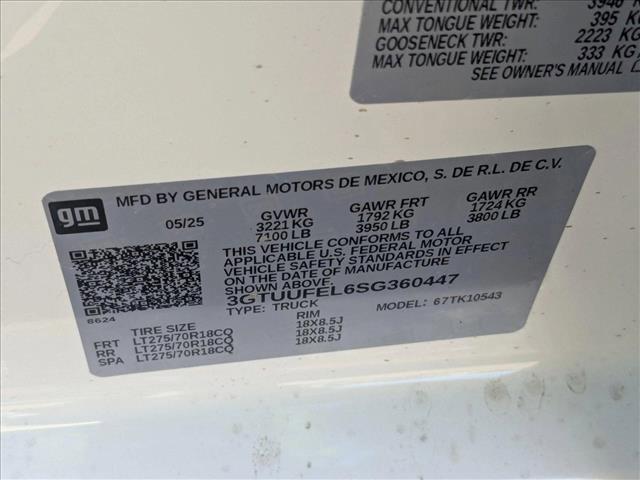 CONVENTIONAL TWR: 3946
MAX TONGUE WEIGHT: 395 KG
GOOSENECK TWR: 2223 KG
MAX TONGUE WEIGHT: 333 KG
SEE OWNER'S MANUAL
gm
MFD BY GENERAL MOTORS DE MEXICO, S. DE R.L. DE C.V.
05/25 GVWR GAWR FRT GAWR RR
3221 KG 1792 KG 1724 KG
7100 LB 3950 LB 3800 LB
THIS VEHICLE CONFORMS TO ALL
APPLICABLE U.S. FEDERAL MOTOR
VEHICLE SAFETY STANDARDS IN EFFECT
ON THE DATE OF MANUFACTURE
SHOWN ABOVE.
3GTUUFEL6SG360447
TYPE: TRUCK MODEL: 67TK10543
8624
TIRE SIZE RIM
FRT LT275/70R18CQ 18X8.5J
RR LT275/70R18CQ 18X8.5J
SPA LT275/70R18CQ 18X8.5J